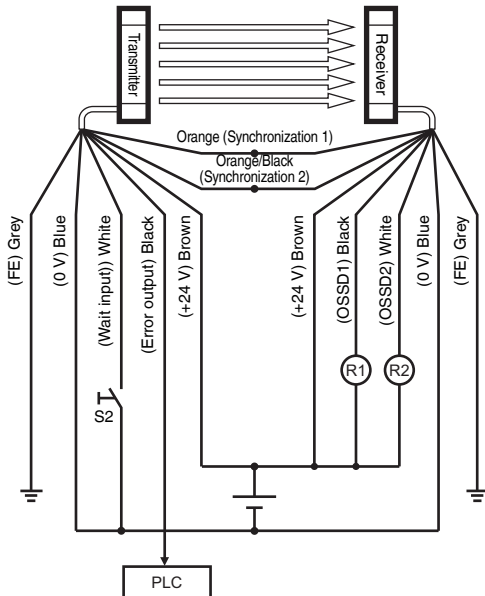 Transmitter
Receiver
Orange (Synchronization 1)
Orange/Black
(Synchronization 2)
(FE) Grey
(0 V) Blue
(Wait input)) White
(Error output) Black
(+24 V) Brown
(+24 V) Brown
(OSSD1) Black
(OSSD2) White
(0 V) Blue
(FE) Grey
R1
R2
S2
PLC